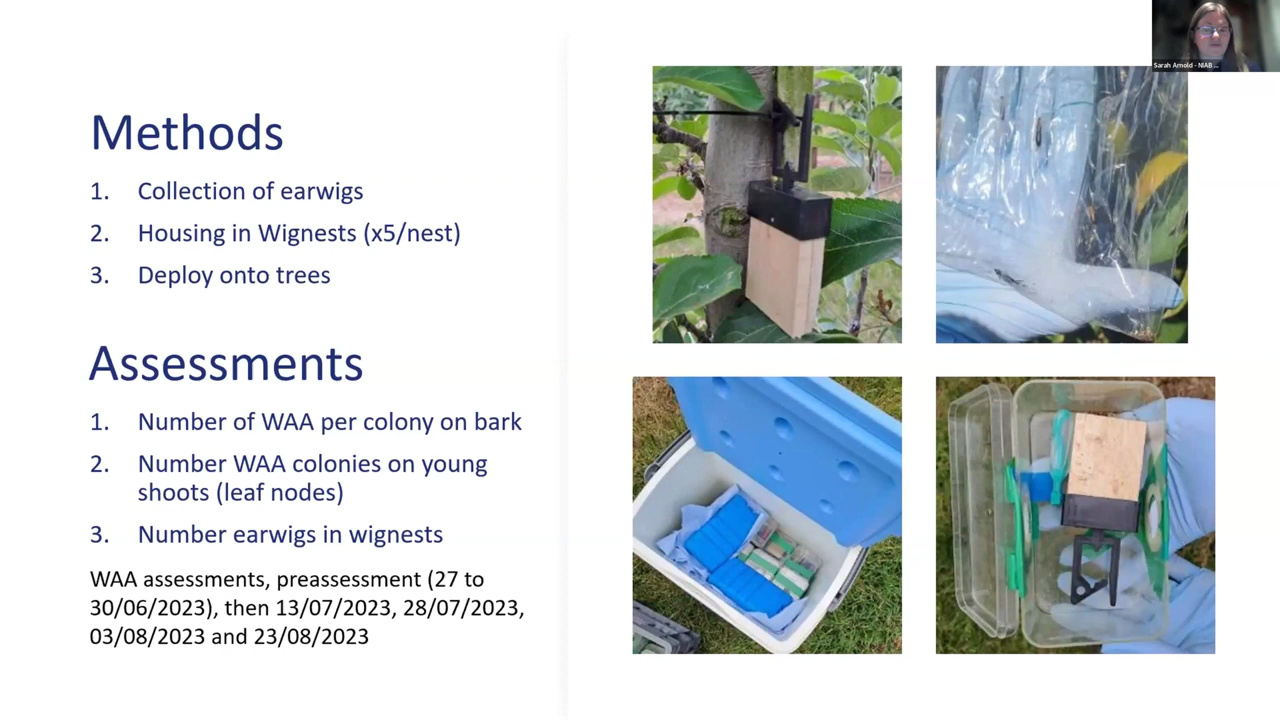 Sarah Arnold - NIAB ...
Methods
1. Collection of earwigs
2. Housing in Wignests (x5/nest)
3. Deploy onto trees
Assessments
1. Number of WAA per colony on bark
2. Number WAA colonies on young
shoots (leaf nodes)
3. Number earwigs in wignests
WAA assessments, preassessment (27 to
30/06/2023), then 13/07/2023, 28/07/2023,
03/08/2023 and 23/08/2023